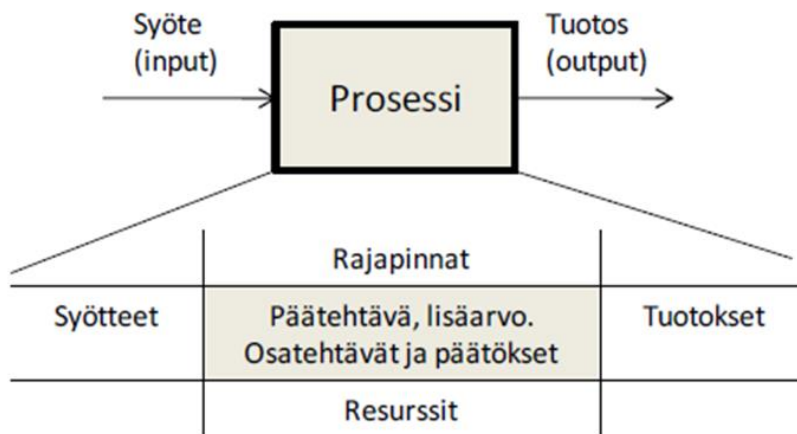 Syöte
(input)
Tuotos
(output)
Prosessi
Rajapinnat
Syötteet
Päätehtävä, lisäarvo.
Osatehtävät ja päätökset
Tuotokset
Resurssit